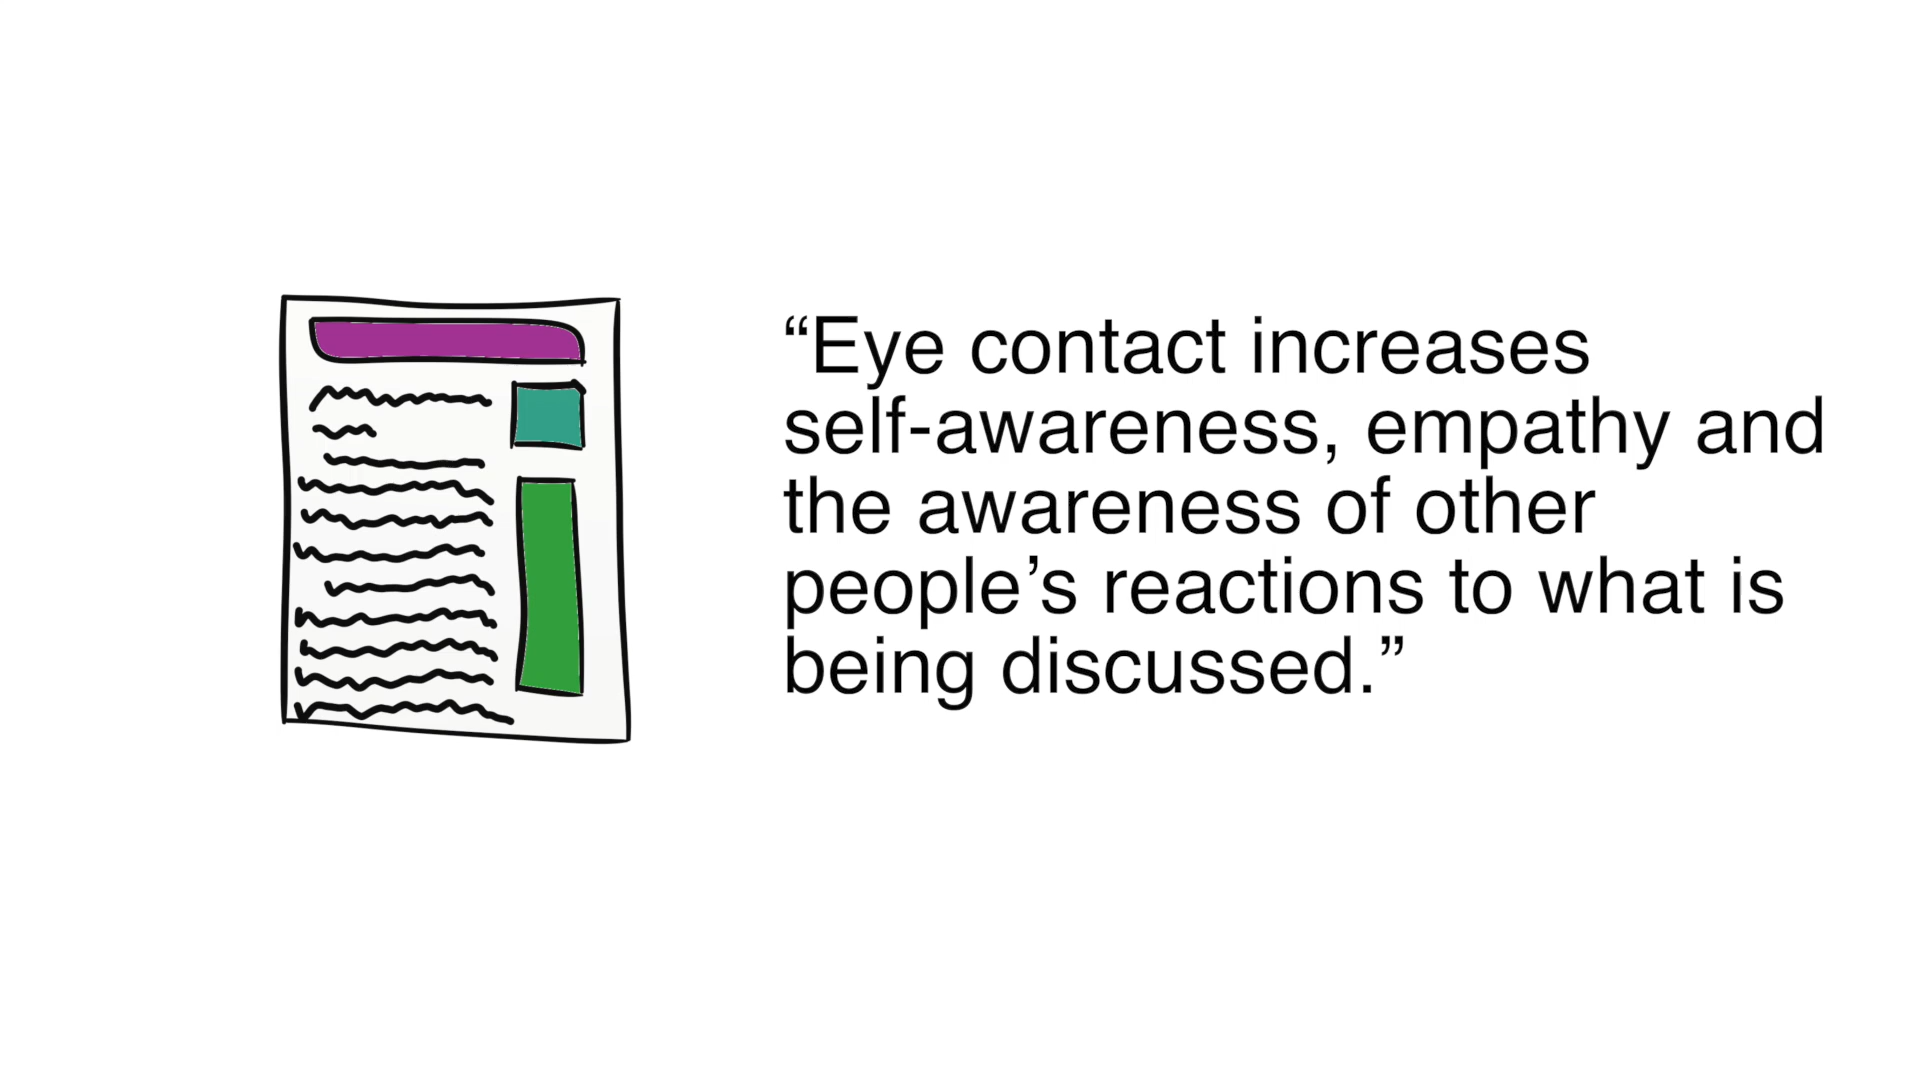 “Eye contact increases
self-awareness, empathy and
the awareness of other
people’s reactions to what is
being discussed.”